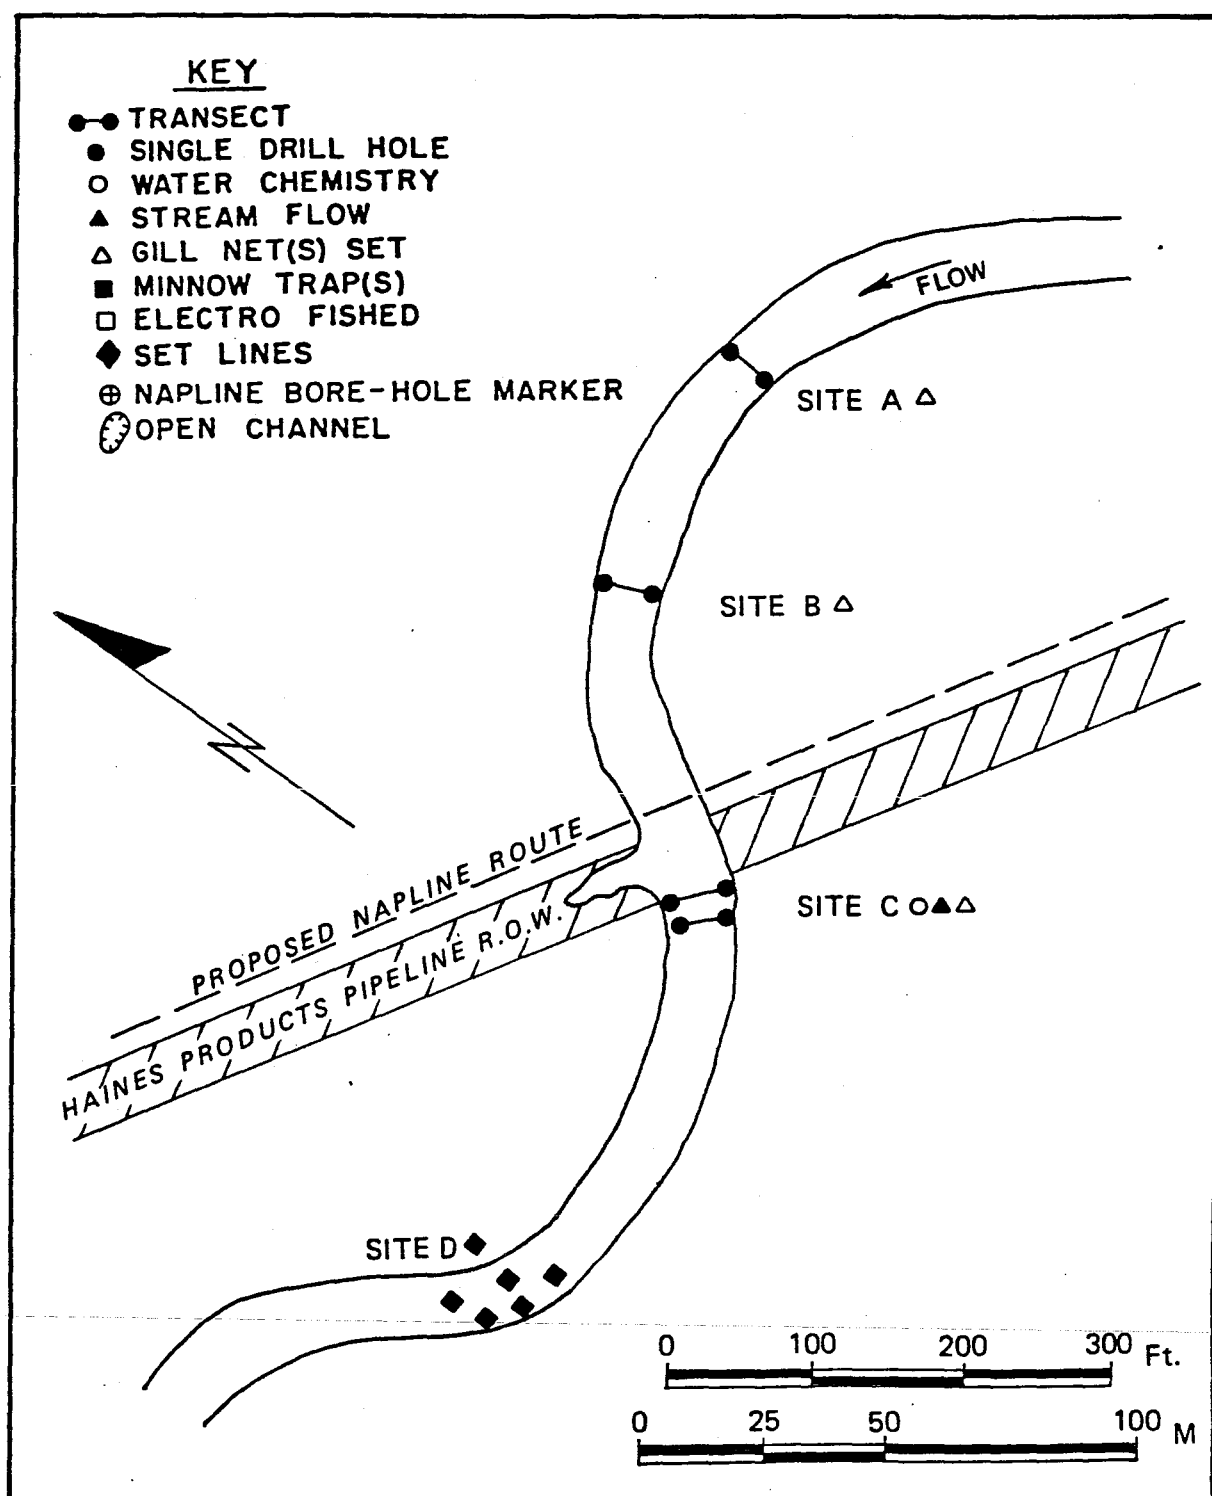 KEY
TRANSECT
SINGLE DRILL HOLE
WATER CHEMISTRY
STREAM FLOW
GILL NET(S) SET
MINNOW TRAP(S)
ELECTRO FISHED
SET LINES
NAPLINE BORE-HOLE MARKER
OPEN CHANNEL
FLOW
SITE A
SITE B
PROPOSED NAPLINE ROUTE
HAINES PRODUCTS PIPELINE R.O.W.
SITE C
SITE D
0 100 200 300 Ft.
0 25 50 100 M